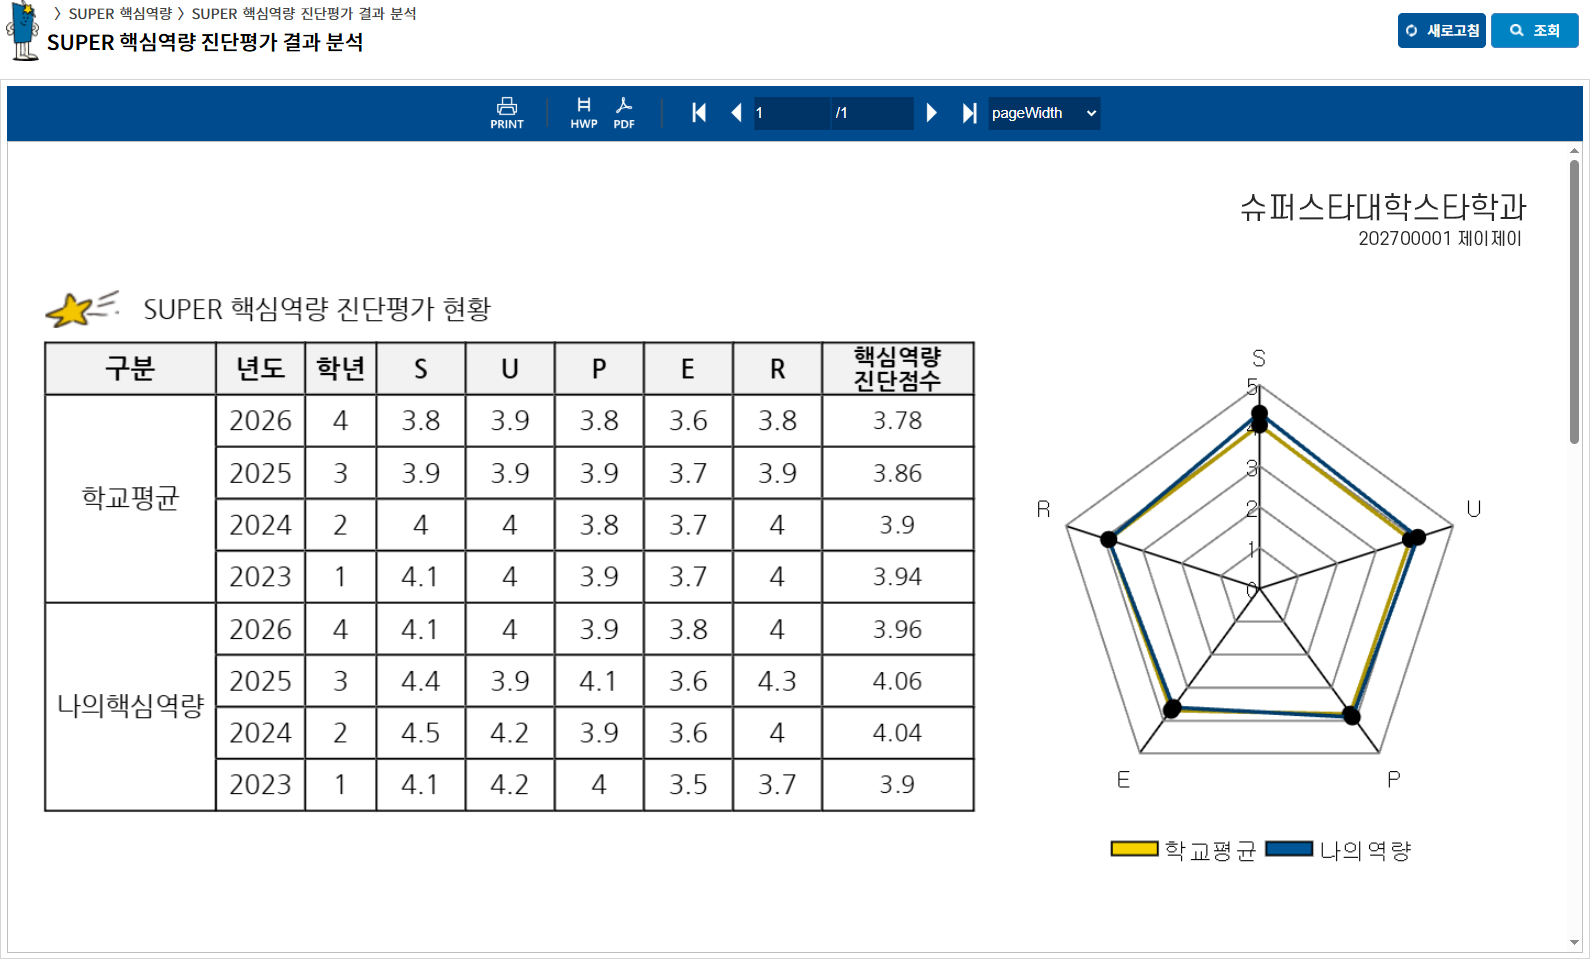 〉 SUPER 핵심역량 〉 SUPER 핵심역량 진단평가 결과 분석
SUPER 핵심역량 진단평가 결과 분석
새로고침 조회
PRINT HWP PDF 1 /1 pageWidth
슈퍼스타대학스타학과
202700001 제이제이
SUPER 핵심역량 진단평가 현황
구분 년도 학년 S U P E R 핵심역량 진단점수
학교평균
2026 4 3.8 3.9 3.8 3.6 3.8 3.78
2025 3 3.9 3.9 3.9 3.7 3.9 3.86
2024 2 4 4 3.8 3.7 4 3.9
2023 1 4.1 4 3.9 3.7 4 3.94
나의핵심역량
2026 4 4.1 4 3.9 3.8 4 3.96
2025 3 4.4 3.9 4.1 3.6 4.3 4.06
2024 2 4.5 4.2 3.9 3.6 4 4.04
2023 1 4.1 4.2 4 3.5 3.7 3.9
S
5
4
3
R U
2
1
0
E P
학교평균 나의역량